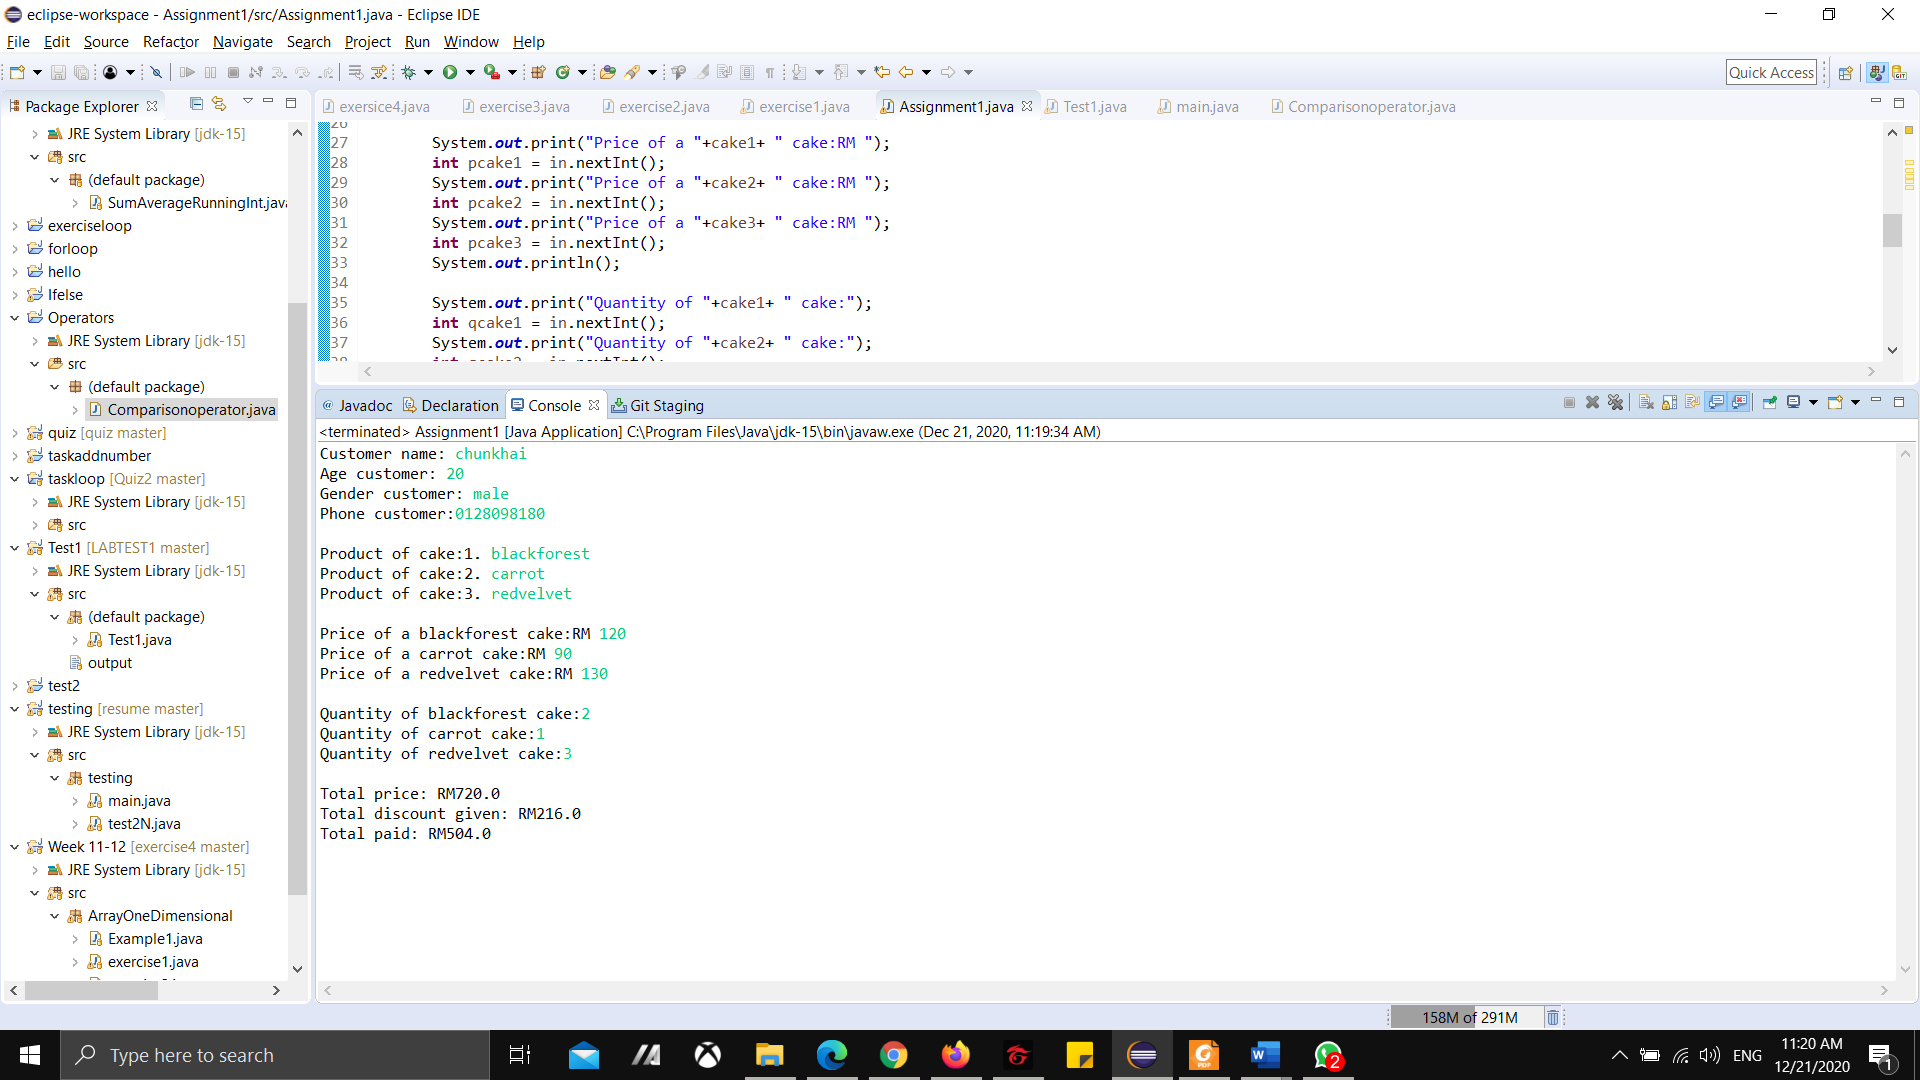 eclipse-workspace - Assignment1/src/Assignment1.java - Eclipse IDE
File Edit Source Refactor Navigate Search Project Run Window Help
Quick Access
Package Explorer
JRE System Library [jdk-15]
src
(default package)
SumAverageRunningInt.java
exerciseloop
forloop
hello
Ifelse
Operators
JRE System Library [jdk-15]
src
(default package)
Comparisonoperator.java
quiz [quiz master]
taskaddnumber
taskloop [Quiz2 master]
JRE System Library [jdk-15]
src
Test1 [LABTEST1 master]
JRE System Library [jdk-15]
src
(default package)
Test1.java
output
test2
testing [resume master]
JRE System Library [jdk-15]
src
testing
main.java
test2N.java
Week 11-12 [exercise4 master]
JRE System Library [jdk-15]
src
ArrayOneDimensional
Example1.java
exercise1.java
exersice4.java exercise3.java exercise2.java exercise1.java Assignment1.java Test1.java main.java Comparisonoperator.java
26
27 System.out.print("Price of a "+cake1+ " cake:RM ");
28 int pcake1 = in.nextInt();
29 System.out.print("Price of a "+cake2+ " cake:RM ");
30 int pcake2 = in.nextInt();
31 System.out.print("Price of a "+cake3+ " cake:RM ");
32 int pcake3 = in.nextInt();
33 System.out.println();
34
35 System.out.print("Quantity of "+cake1+ " cake:");
36 int qcake1 = in.nextInt();
37 System.out.print("Quantity of "+cake2+ " cake:");
Javadoc Declaration Console Git Staging
<terminated> Assignment1 [Java Application] C:\Program Files\Java\jdk-15\bin\javaw.exe (Dec 21, 2020, 11:19:34 AM)
Customer name: chunkhai
Age customer: 20
Gender customer: male
Phone customer:0128098180
Product of cake:1. blackforest
Product of cake:2. carrot
Product of cake:3. redvelvet
Price of a blackforest cake:RM 120
Price of a carrot cake:RM 90
Price of a redvelvet cake:RM 130
Quantity of blackforest cake:2
Quantity of carrot cake:1
Quantity of redvelvet cake:3
Total price: RM720.0
Total discount given: RM216.0
Total paid: RM504.0
158M of 291M
Type here to search
2
ENG
11:20 AM
12/21/2020
1